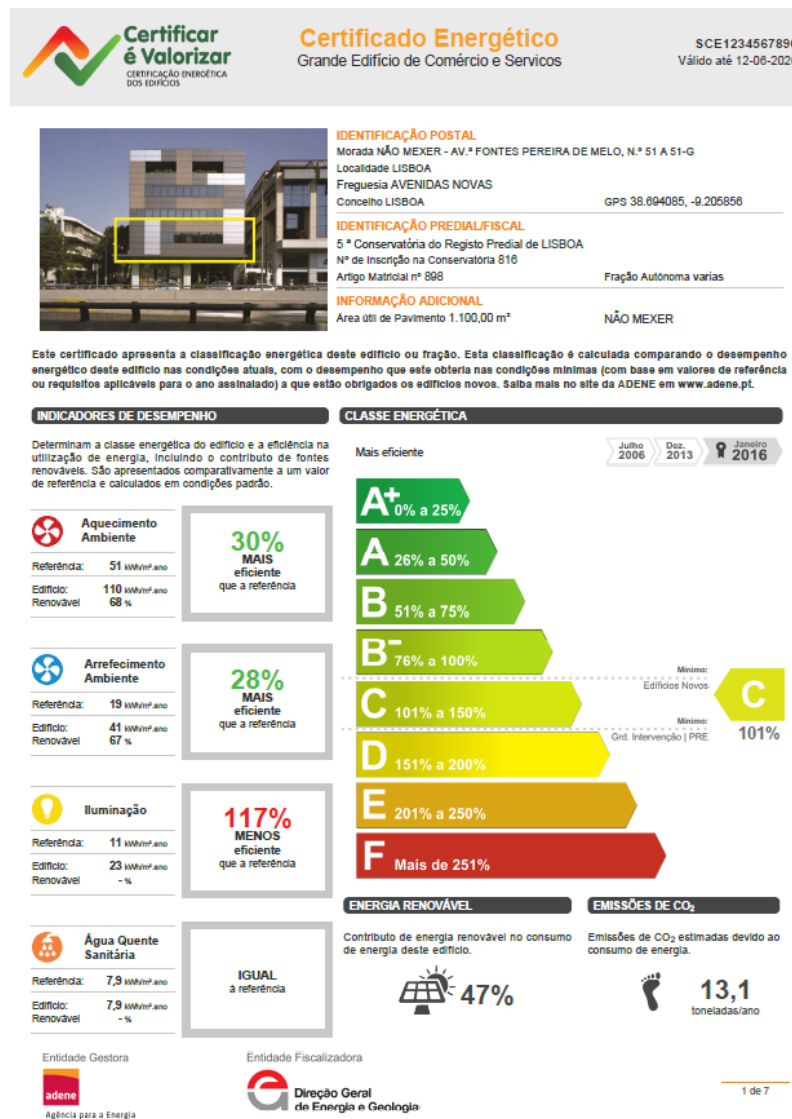 Certificar
é Valorizar
CERTIFICAÇÃO ENERGÉTICA
DOS EDIFÍCIOS
Certificado Energético
Grande Edifício de Comércio e Servicos
SCE1234567890
Válido até 12-06-202
IDENTIFICAÇÃO POSTAL
Morada NÃO MEXER - AV.ª FONTES PEREIRA DE MELO, N.º 51 A 51-G
Localidade LISBOA
Freguesia AVENIDAS NOVAS
Concelho LISBOA GPS 38.694085, -9.205856
IDENTIFICAÇÃO PREDIAL/FISCAL
5 ª Conservatória do Registo Predial de LISBOA
Nº de Inscrição na Conservatória 816
Artigo Matricial nº 898 Fração Autónoma varias
INFORMAÇÃO ADICIONAL
Área útil de Pavimento 1.100,00 m² NÃO MEXER
Este certificado apresenta a classificação energética deste edifício ou fração. Esta classificação é calculada comparando o desempenho
energético deste edifício nas condições atuais, com o desempenho que este obteria nas condições mínimas (com base em valores de referência
ou requisitos aplicáveis para o ano assinalado) a que estão obrigados os edifícios novos. Saiba mais no site da ADENE em www.adene.pt.
INDICADORES DE DESEMPENHO
Determinam a classe energética do edifício e a eficiência na
utilização de energia, incluindo o contributo de fontes
renováveis. São apresentados comparativamente a um valor
de referência e calculados em condições padrão.
Aquecimento
Ambiente
Referência: 51 kWh/m².ano
Edifício: 110 kWh/m².ano
Renovável 68 %
30%
MAIS
eficiente
que a referência
Arrefecimento
Ambiente
Referência: 19 kWh/m².ano
Edifício: 41 kWh/m².ano
Renovável 67 %
28%
MAIS
eficiente
que a referência
Iluminação
Referência: 11 kWh/m².ano
Edifício: 23 kWh/m².ano
Renovável - %
117%
MENOS
eficiente
que a referência
Água Quente
Sanitária
Referência: 7,9 kWh/m².ano
Edifício: 7,9 kWh/m².ano
Renovável - %
IGUAL
à referência
CLASSE ENERGÉTICA
Mais eficiente
Julho
2006
Dez.
2013
Janeiro
2016
A+ 0% a 25%
A 26% a 50%
B 51% a 75%
B- 76% a 100%
C 101% a 150%
D 151% a 200%
E 201% a 250%
F Mais de 251%
Mínimo:
Edifícios Novos
Mínimo:
Grd. Intervenção | PRE
C
101%
ENERGIA RENOVÁVEL
Contributo de energia renovável no consumo
de energia deste edifício.
47%
EMISSÕES DE CO₂
Emissões de CO₂ estimadas devido ao
consumo de energia.
13,1
toneladas/ano
Entidade Gestora
adene
Agência para a Energia
Entidade Fiscalizadora
Direção Geral
de Energia e Geologia
1 de 7